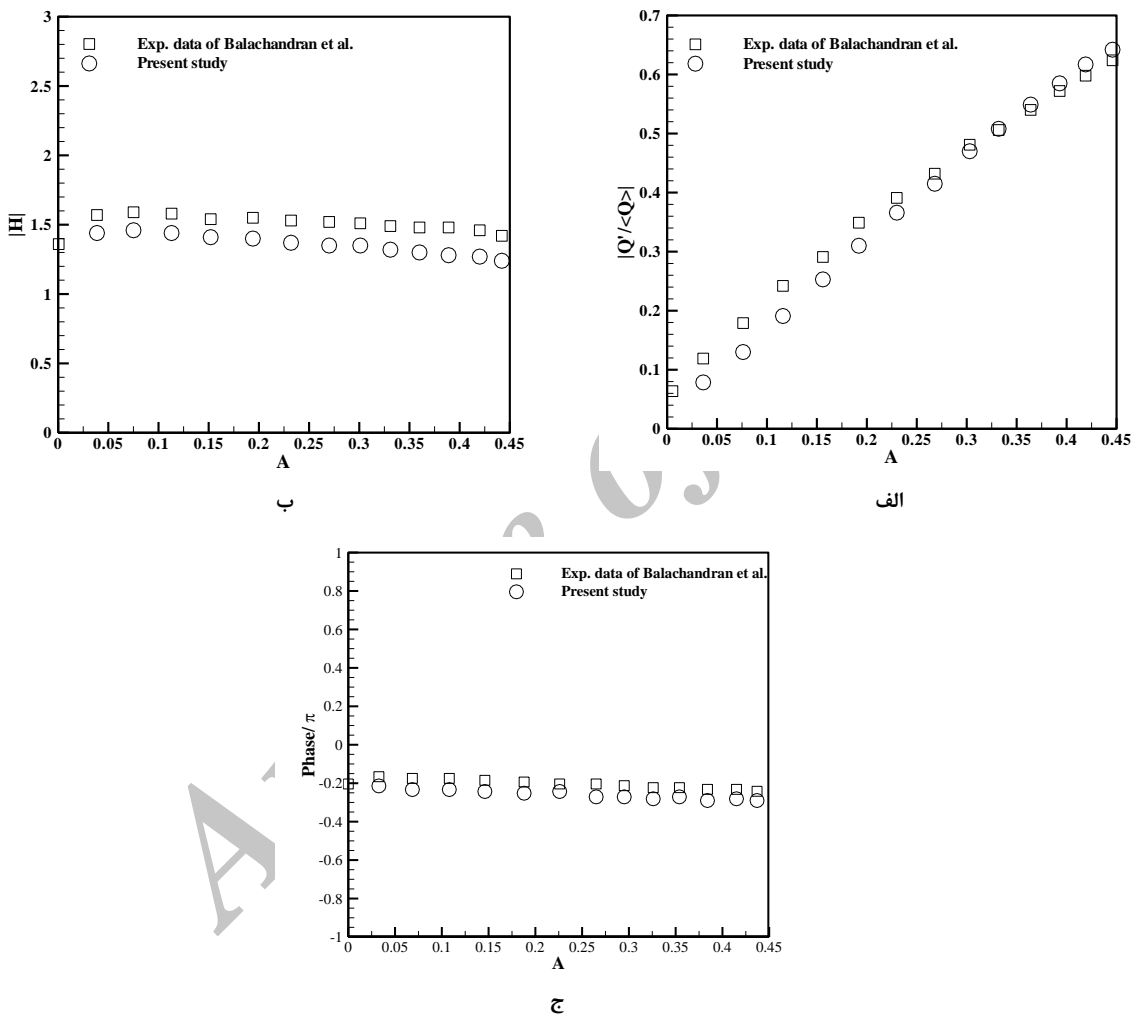 3
2.5
2
1.5
1
0.5
0
|H|
Exp. data of Balachandran et al.
Present study
0 0.05 0.1 0.15 0.2 0.25 0.3 0.35 0.4 0.45
A
ب
0.7
0.6
0.5
0.4
0.3
0.2
0.1
0
|Q'/<Q>|
Exp. data of Balachandran et al.
Present study
0.05 0.1 0.15 0.2 0.25 0.3 0.35 0.4 0.45
A
الف
1
0.8
0.6
0.4
0.2
0
-0.2
-0.4
-0.6
-0.8
-1
Phase/ π
Exp. data of Balachandran et al.
Present study
0 0.05 0.1 0.15 0.2 0.25 0.3 0.35 0.4 0.45
A
ج